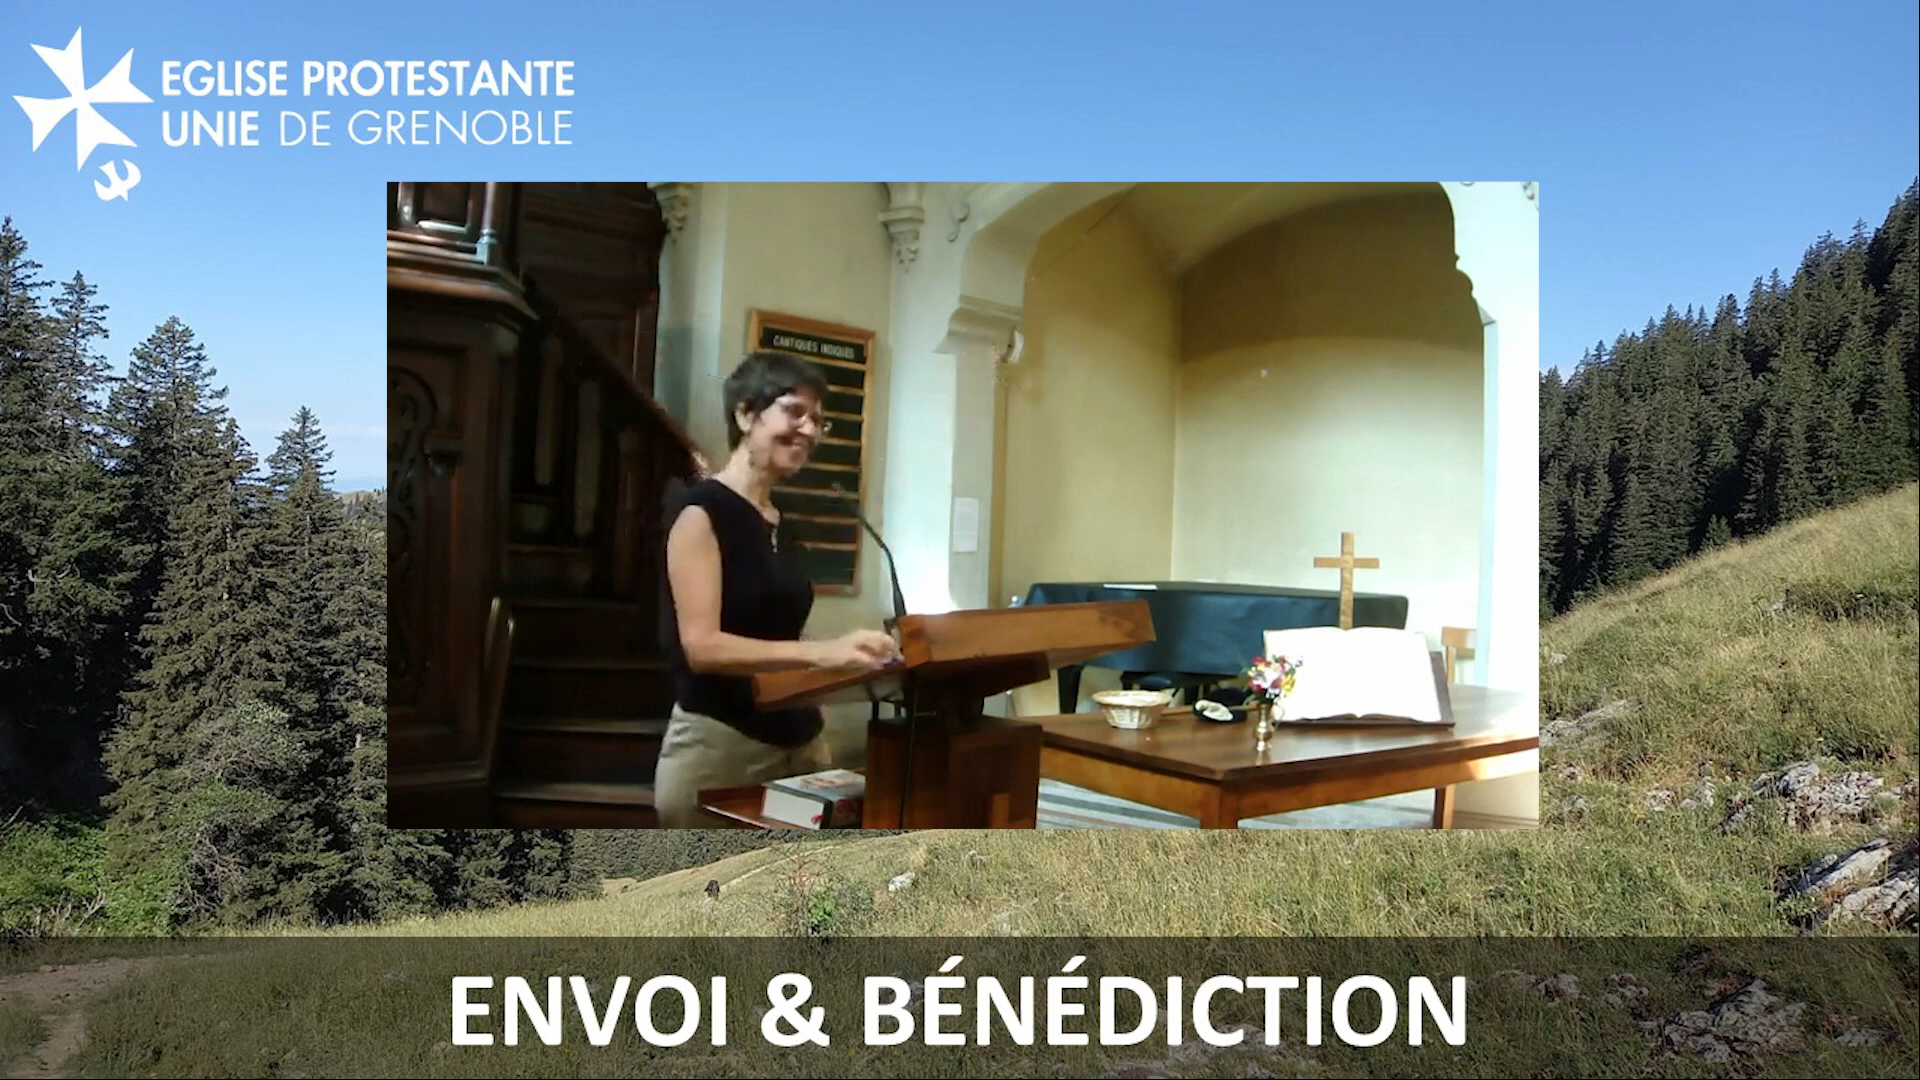 EGLISE PROTESTANTE
UNIE DE GRENOBLE
CANTIQUES INDIQUÉS
ENVOI & BÉNÉDICTION